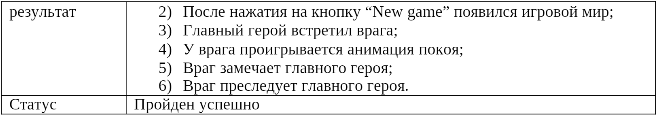 результат
2) После нажатия на кнопку “New game” появился игровой мир;
3) Главный герой встретил врага;
4) У врага проигрывается анимация покоя;
5) Враг замечает главного героя;
6) Враг преследует главного героя.
Статус
Пройден успешно